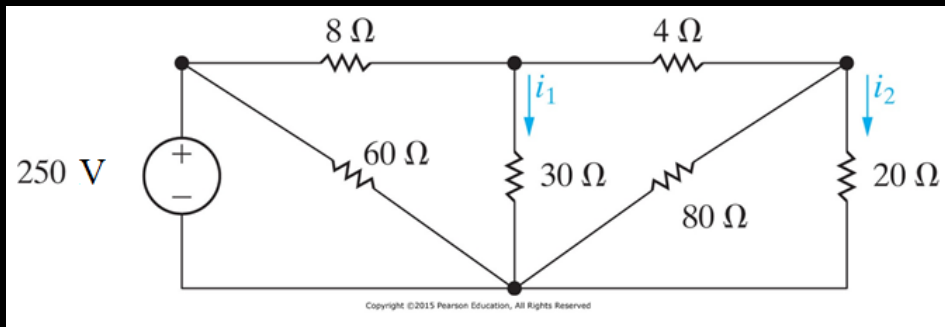 8 Ω 4 Ω
i₁ i₂
+
60 Ω
250 V 30 Ω 20 Ω
−
80 Ω
Copyright ©2015 Pearson Education, All Rights Reserved